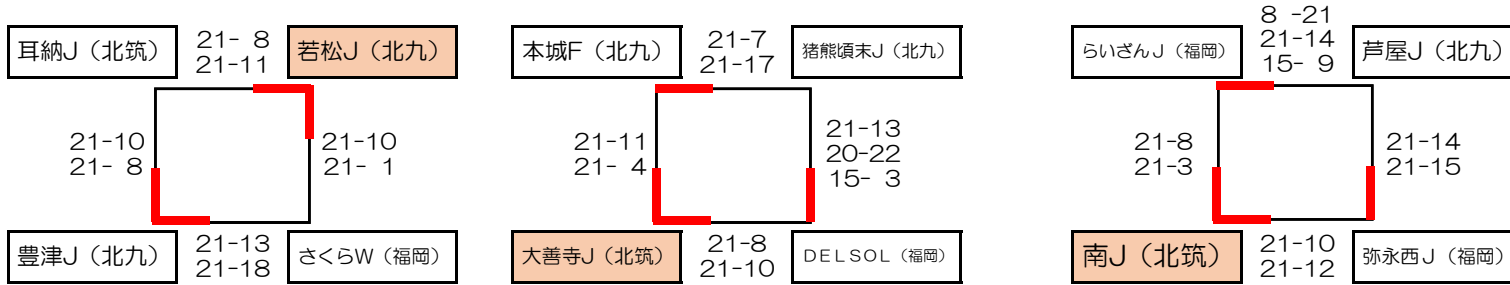 耳納J（北筑）
21- 8
21-11
若松J（北九）
21-10
21- 8
21-10
21- 1
豊津J（北九）
21-13
21-18
さくらW（福岡）
本城F（北九）
21-7
21-17
猪熊頃末J（北九）
21-11
21- 4
21-13
20-22
15- 3
大善寺J（北筑）
21-8
21-10
DELSOL（福岡）
らいざんJ（福岡）
8 -21
21-14
15- 9
芦屋J（北九）
21-8
21-3
21-14
21-15
南J（北筑）
21-10
21-12
弥永西J（福岡）